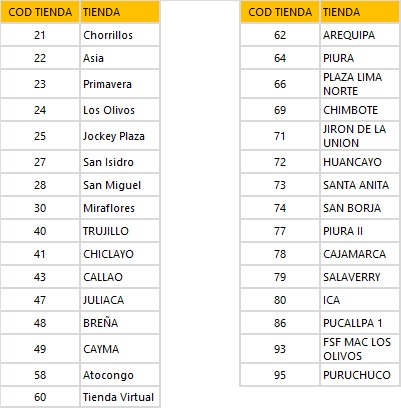 COD TIENDA TIENDA
21 Chorrillos
22 Asia
23 Primavera
24 Los Olivos
25 Jockey Plaza
27 San Isidro
28 San Miguel
30 Miraflores
40 TRUJILLO
41 CHICLAYO
43 CALLAO
47 JULIACA
48 BREÑA
49 CAYMA
58 Atocongo
60 Tienda Virtual
COD TIENDA TIENDA
62 AREQUIPA
64 PIURA
66 PLAZA LIMA
NORTE
69 CHIMBOTE
71 JIRON DE LA
UNION
72 HUANCAYO
73 SANTA ANITA
74 SAN BORJA
77 PIURA II
78 CAJAMARCA
79 SALAVERRY
80 ICA
86 PUCALLPA 1
93 FSF MAC LOS
OLIVOS
95 PURUCHUCO